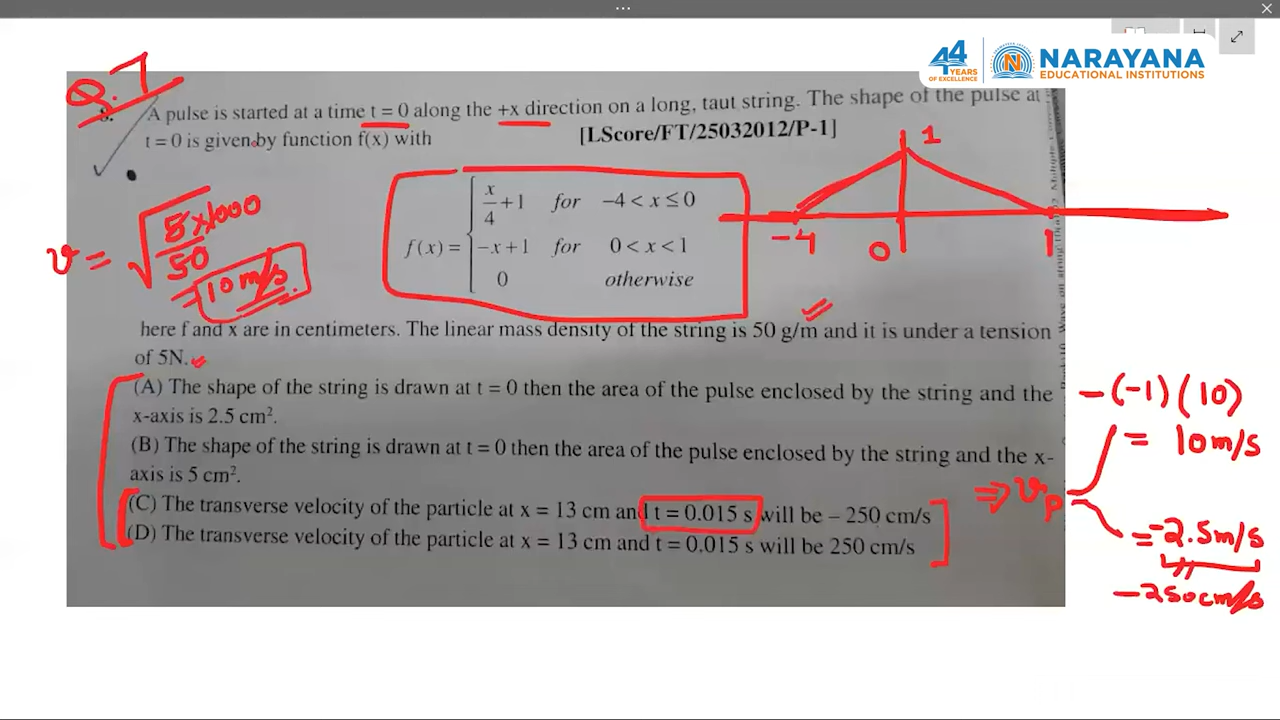 44 YEARS OF EXCELLENCE
NARAYANA
EDUCATIONAL INSTITUTIONS
Q.7
A pulse is started at a time t = 0 along the +x direction on a long, taut string. The shape of the pulse at
t = 0 is given by function f(x) with
[LScore/FT/25032012/P-1]
f(x) = { x/4 +1 for −4 < x ≤ 0
−x+1 for 0 < x < 1
0 otherwise
v = √(5×1000/50)
= 10 m/s
1
−4 0 1
here f and x are in centimeters. The linear mass density of the string is 50 g/m and it is under a tension
of 5N.
(A) The shape of the string is drawn at t = 0 then the area of the pulse enclosed by the string and the
x-axis is 2.5 cm².
(B) The shape of the string is drawn at t = 0 then the area of the pulse enclosed by the string and the x-
axis is 5 cm².
(C) The transverse velocity of the particle at x = 13 cm and t = 0.015 s will be – 250 cm/s
(D) The transverse velocity of the particle at x = 13 cm and t = 0.015 s will be 250 cm/s
−(−1)(10)
= 10 m/s
⇒ vP
= −2.5 m/s
−250 cm/s